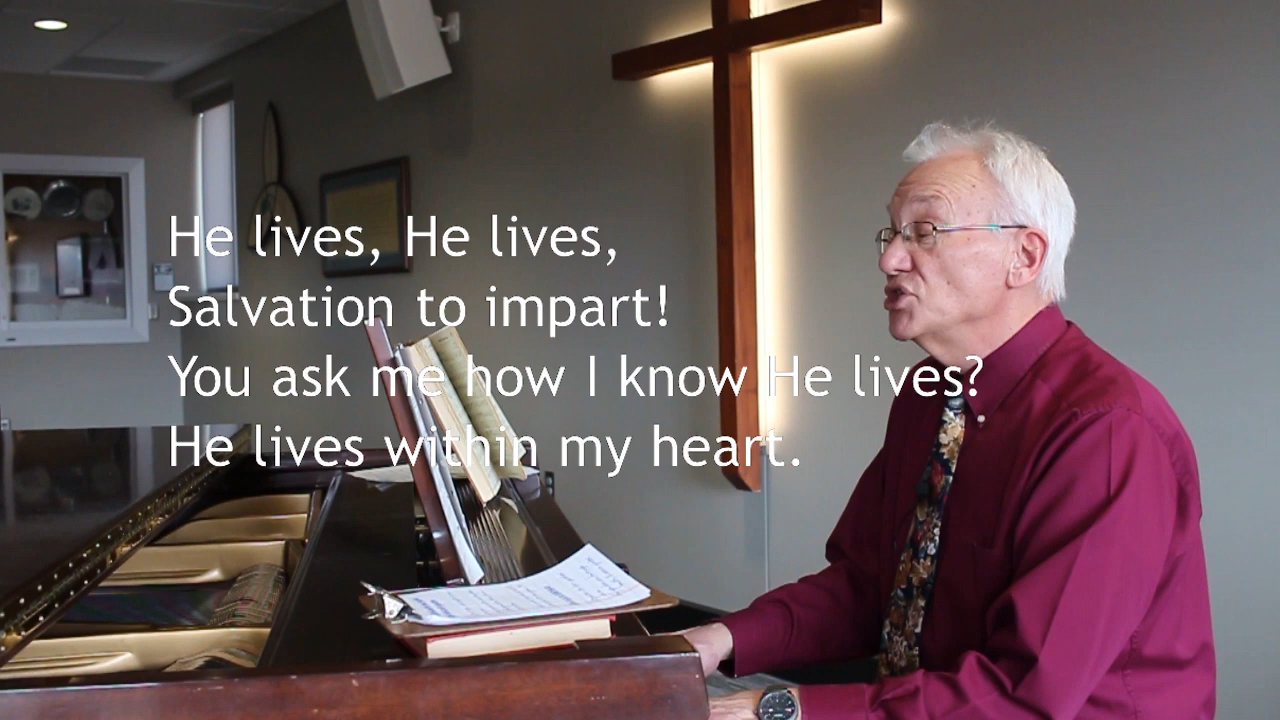 He lives, He lives,
Salvation to impart!
You ask me how I know He lives?
He lives within my heart.